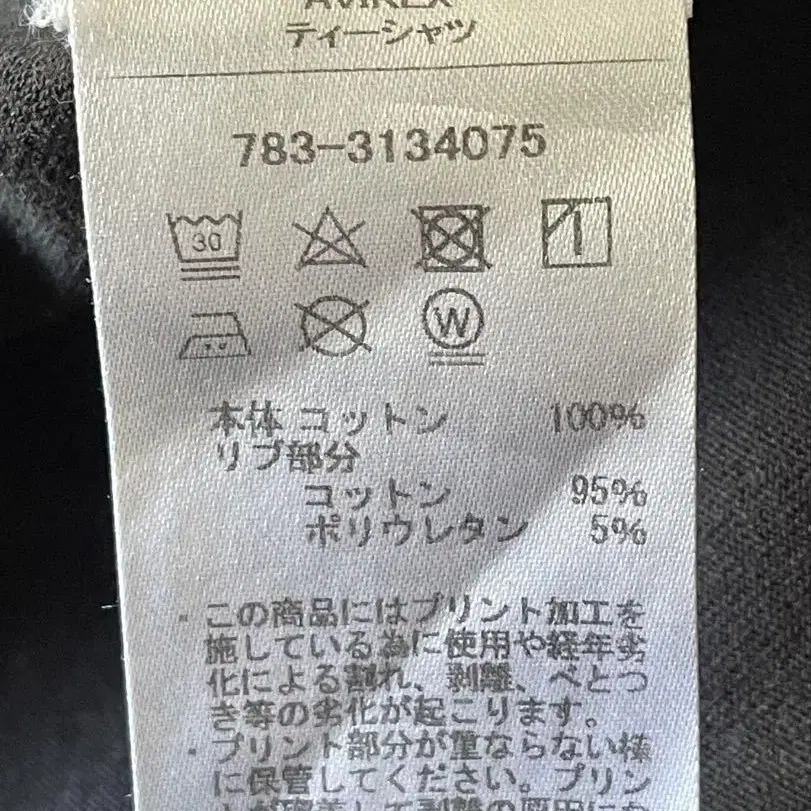 AVIREX
ティーシャツ
783-3134075
30
W
本体 コットン 100%
リブ部分
コットン 95%
ポリウレタン 5%
・この商品にはプリント加工を
施している為に使用や経年劣
化による割れ、剥離、べとつ
き等の劣化が起こります。
・プリント部分が重ならない様
に保管してください。プリン